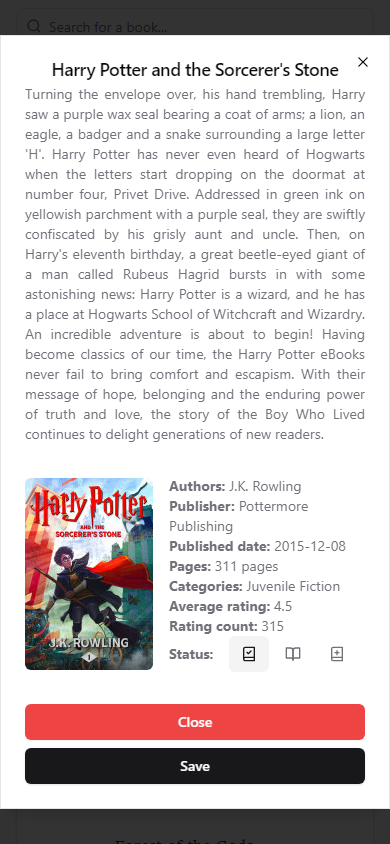 Search for a book...
Harry Potter and the Sorcerer's Stone
Turning the envelope over, his hand trembling, Harry
saw a purple wax seal bearing a coat of arms; a lion, an
eagle, a badger and a snake surrounding a large letter
'H'. Harry Potter has never even heard of Hogwarts
when the letters start dropping on the doormat at
number four, Privet Drive. Addressed in green ink on
yellowish parchment with a purple seal, they are swiftly
confiscated by his grisly aunt and uncle. Then, on
Harry's eleventh birthday, a great beetle-eyed giant of
a man called Rubeus Hagrid bursts in with some
astonishing news: Harry Potter is a wizard, and he has
a place at Hogwarts School of Witchcraft and Wizardry.
An incredible adventure is about to begin! Having
become classics of our time, the Harry Potter eBooks
never fail to bring comfort and escapism. With their
message of hope, belonging and the enduring power
of truth and love, the story of the Boy Who Lived
continues to delight generations of new readers.
Harry Potter
AND THE
SORCERER'S STONE
J.K. ROWLING
1
Authors: J.K. Rowling
Publisher: Pottermore
Publishing
Published date: 2015-12-08
Pages: 311 pages
Categories: Juvenile Fiction
Average rating: 4.5
Rating count: 315
Status:
Close
Save
Forest of the Gods